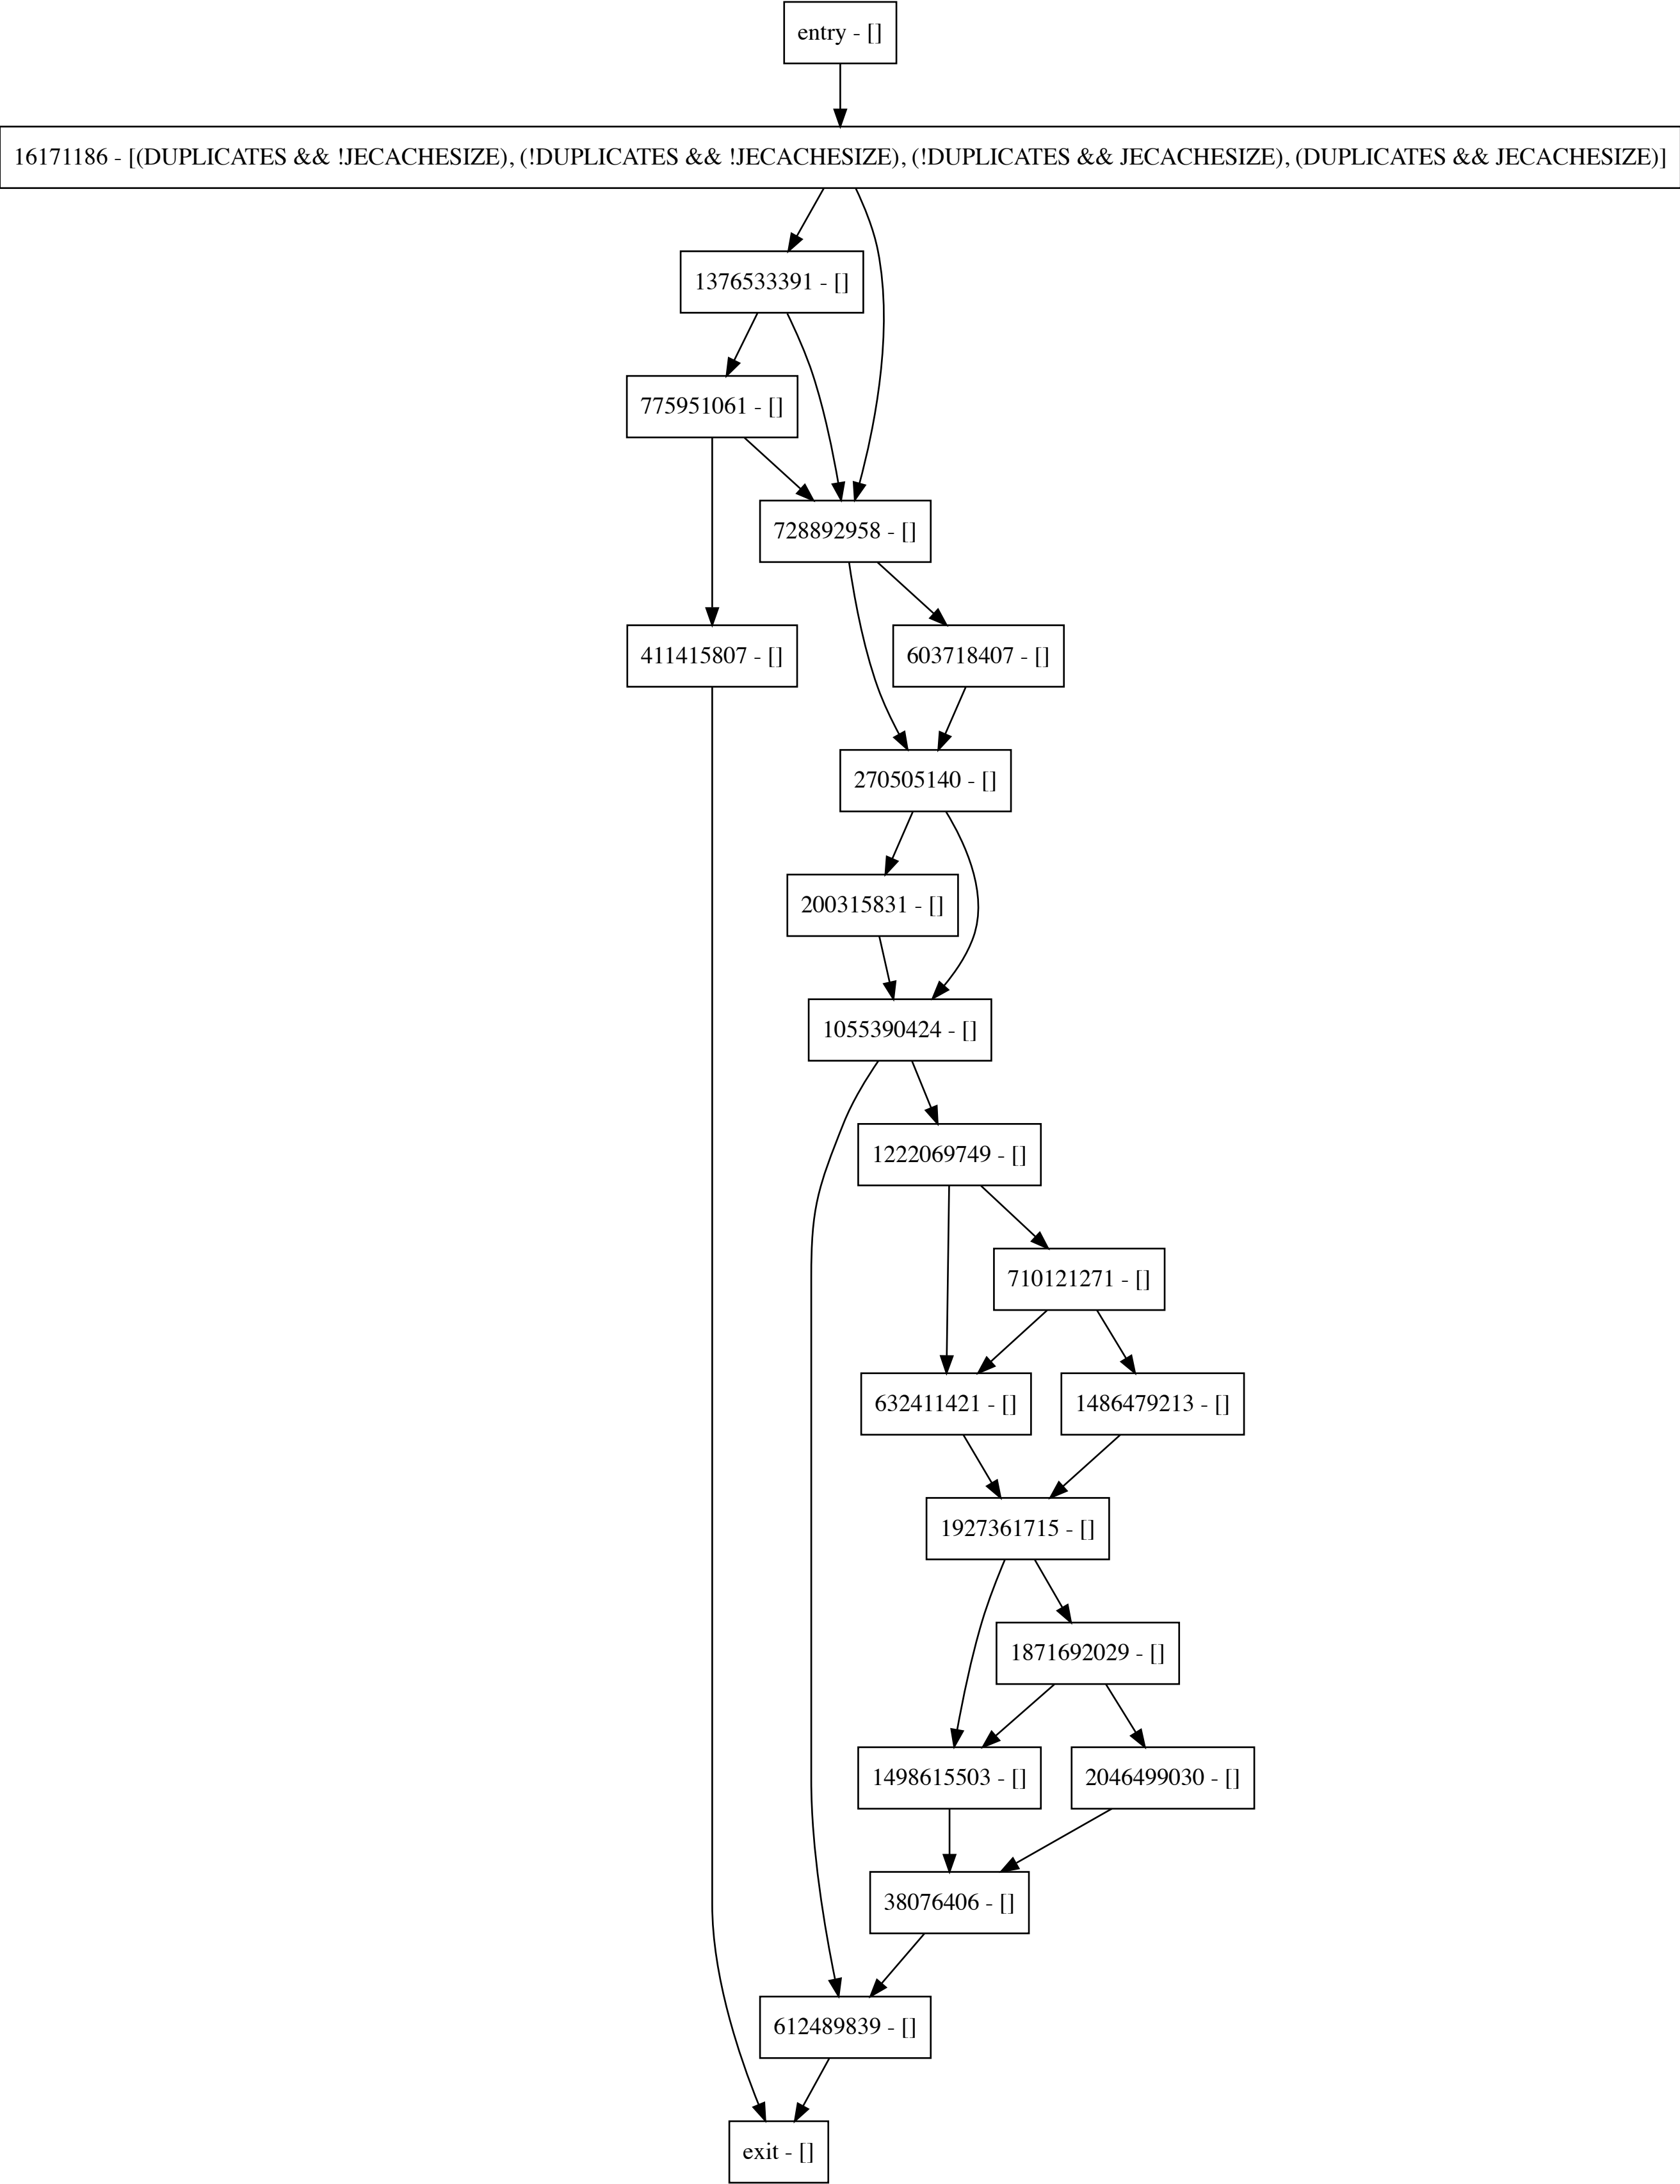 entry - []
16171186 - [(DUPLICATES && !JECACHESIZE), (!DUPLICATES && !JECACHESIZE), (!DUPLICATES && JECACHESIZE), (DUPLICATES && JECACHESIZE)]
1376533391 - []
775951061 - []
728892958 - []
411415807 - []
603718407 - []
270505140 - []
200315831 - []
1055390424 - []
1222069749 - []
710121271 - []
632411421 - []
1486479213 - []
1927361715 - []
1871692029 - []
1498615503 - []
2046499030 - []
38076406 - []
612489839 - []
exit - []